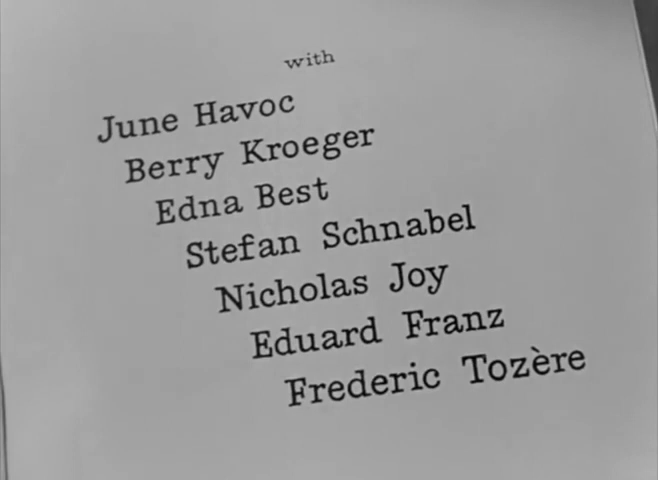 with
June Havoc
Berry Kroeger
Edna Best
Stefan Schnabel
Nicholas Joy
Eduard Franz
Frederic Tozère